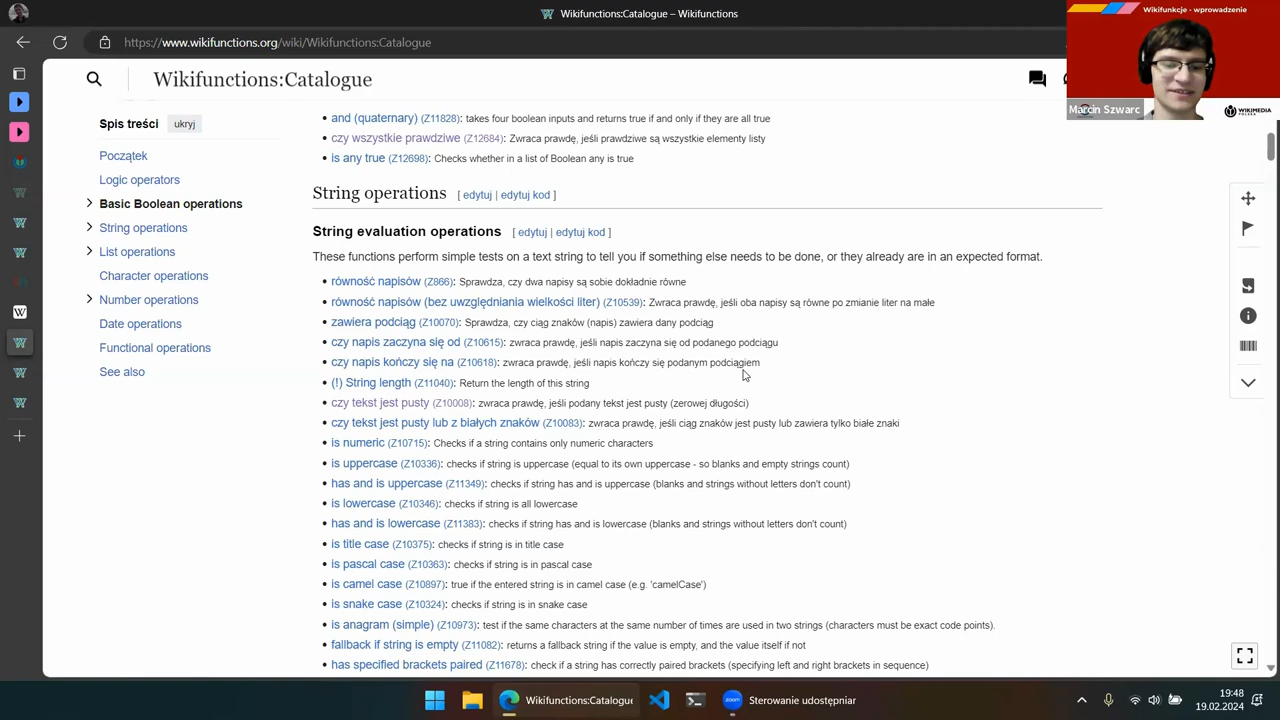 Wikifunctions:Catalogue – Wikifunctions
https://www.wikifunctions.org/wiki/Wikifunctions:Catalogue
Wikifunkcje - wprowadzenie
Marcin Szwarc
WIKIMEDIA
POLSKA
Wikifunctions:Catalogue
Spis treści ukryj
Początek
Logic operators
Basic Boolean operations
String operations
List operations
Character operations
Number operations
Date operations
Functional operations
See also
• and (quaternary) (Z11828): takes four boolean inputs and returns true if and only if they are all true
• czy wszystkie prawdziwe (Z12684): Zwraca prawdę, jeśli prawdziwe są wszystkie elementy listy
• is any true (Z12698): Checks whether in a list of Boolean any is true
String operations [ edytuj | edytuj kod ]
String evaluation operations [ edytuj | edytuj kod ]
These functions perform simple tests on a text string to tell you if something else needs to be done, or they already are in an expected format.
• równość napisów (Z866): Sprawdza, czy dwa napisy są sobie dokładnie równe
• równość napisów (bez uwzględniania wielkości liter) (Z10539): Zwraca prawdę, jeśli oba napisy są równe po zmianie liter na małe
• zawiera podciąg (Z10070): Sprawdza, czy ciąg znaków (napis) zawiera dany podciąg
• czy napis zaczyna się od (Z10615): zwraca prawdę, jeśli napis zaczyna się od podanego podciągu
• czy napis kończy się na (Z10618): zwraca prawdę, jeśli napis kończy się podanym podciągiem
• (!) String length (Z11040): Return the length of this string
• czy tekst jest pusty (Z10008): zwraca prawdę, jeśli podany tekst jest pusty (zerowej długości)
• czy tekst jest pusty lub z białych znaków (Z10083): zwraca prawdę, jeśli ciąg znaków jest pusty lub zawiera tylko białe znaki
• is numeric (Z10715): Checks if a string contains only numeric characters
• is uppercase (Z10336): checks if string is uppercase (equal to its own uppercase - so blanks and empty strings count)
• has and is uppercase (Z11349): checks if string has and is uppercase (blanks and strings without letters don't count)
• is lowercase (Z10346): checks if string is all lowercase
• has and is lowercase (Z11383): checks if string has and is lowercase (blanks and strings without letters don't count)
• is title case (Z10375): checks if string is in title case
• is pascal case (Z10363): checks if string is in pascal case
• is camel case (Z10897): true if the entered string is in camel case (e.g. 'camelCase')
• is snake case (Z10324): checks if string is in snake case
• is anagram (simple) (Z10973): test if the same characters at the same number of times are used in two strings (characters must be exact code points).
• fallback if string is empty (Z11082): returns a fallback string if the value is empty, and the value itself if not
• has specified brackets paired (Z11678): check if a string has correctly paired brackets (specifying left and right brackets in sequence)
Wikifunctions:Catalogue
zoom
Sterowanie udostępniar
19:48
19.02.2024